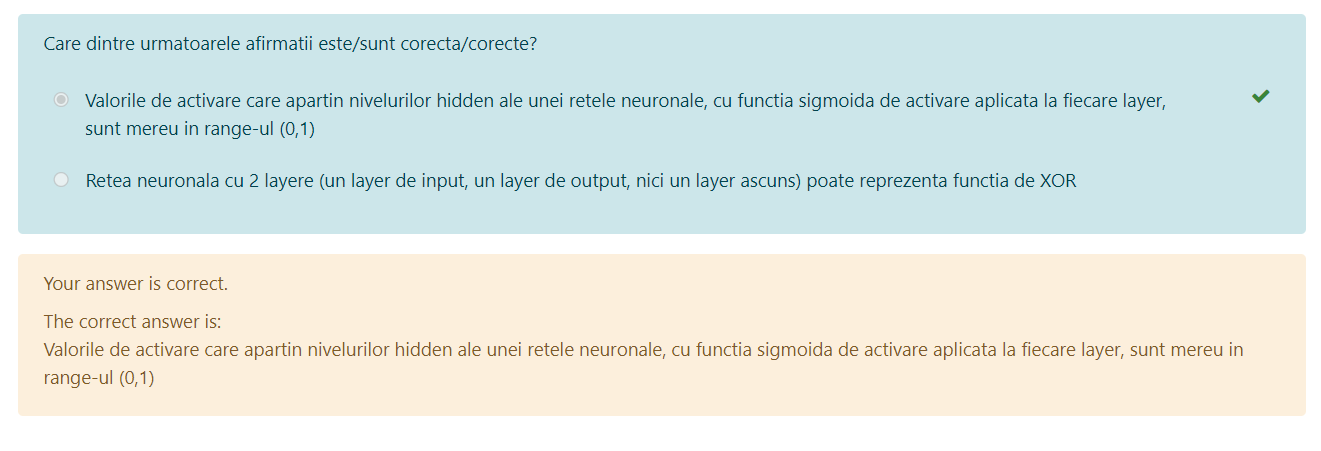 Care dintre urmatoarele afirmatii este/sunt corecta/corecte?
Valorile de activare care apartin nivelurilor hidden ale unei retele neuronale, cu functia sigmoida de activare aplicata la fiecare layer,
sunt mereu in range-ul (0,1)
Retea neuronala cu 2 layere (un layer de input, un layer de output, nici un layer ascuns) poate reprezenta functia de XOR
Your answer is correct.
The correct answer is:
Valorile de activare care apartin nivelurilor hidden ale unei retele neuronale, cu functia sigmoida de activare aplicata la fiecare layer, sunt mereu in
range-ul (0,1)